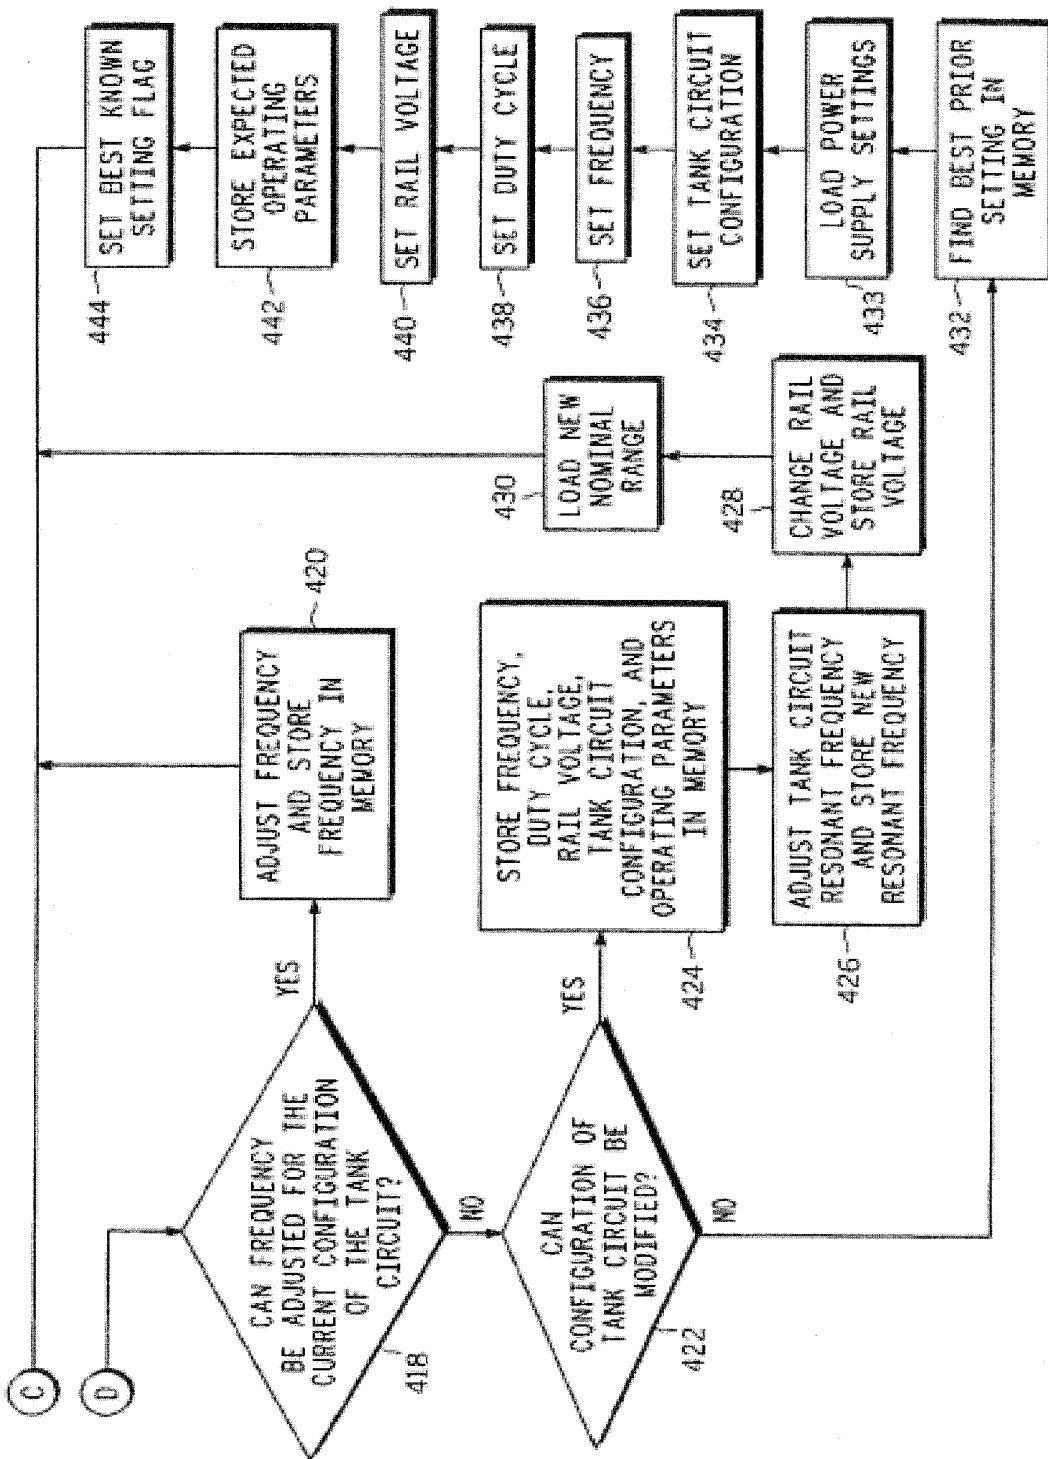 C
D
CAN FREQUENCY
BE ADJUSTED FOR THE
CURRENT CONFIGURATION
OF THE TANK
CIRCUIT?
418
YES
NO
ADJUST FREQUENCY
AND STORE
FREQUENCY IN
MEMORY
420
CAN
CONFIGURATION OF
TANK CIRCUIT BE
MODIFIED?
422
YES
NO
STORE FREQUENCY,
DUTY CYCLE,
RAIL VOLTAGE,
TANK CIRCUIT
CONFIGURATION, AND
OPERATING PARAMETERS
IN MEMORY
424
ADJUST TANK CIRCUIT
RESONANT FREQUENCY
AND STORE NEW
RESONANT FREQUENCY
426
CHANGE RAIL
VOLTAGE AND
STORE RAIL
VOLTAGE
428
LOAD NEW
NOMINAL
RANGE
430
FIND BEST PRIOR
SETTING IN
MEMORY
432
LOAD POWER
SUPPLY SETTINGS
433
SET TANK CIRCUIT
CONFIGURATION
434
SET FREQUENCY
436
SET DUTY CYCLE
438
SET RAIL VOLTAGE
440
STORE EXPECTED
OPERATING
PARAMETERS
442
SET BEST KNOWN
SETTING FLAG
444